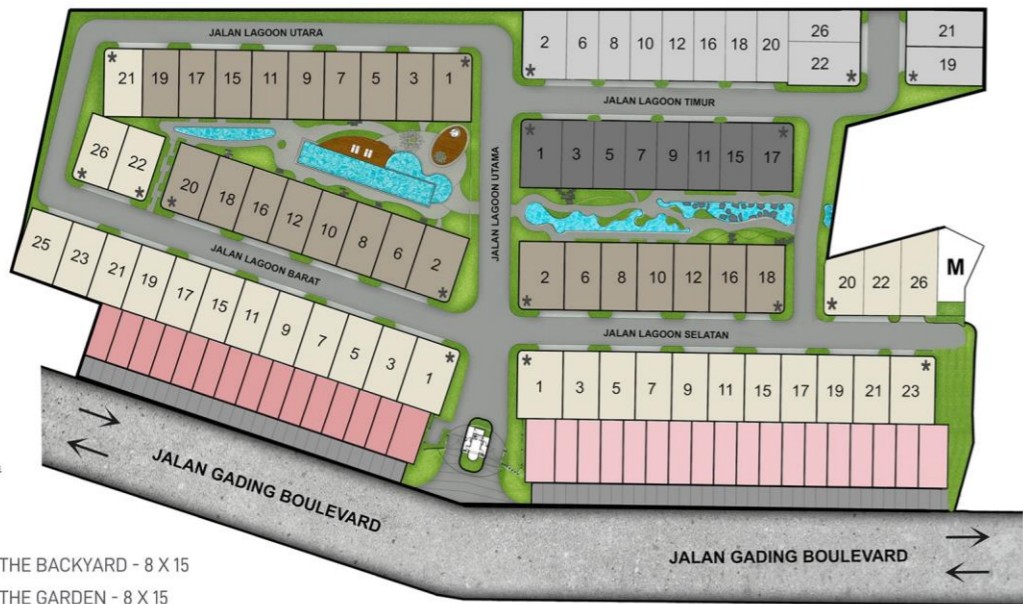 JALAN LAGOON UTARA
2 6 8 10 12 16 18 20 26 22
21 19
* 21 19 17 15 11 9 7 5 3 1 *
* * * *
JALAN LAGOON TIMUR
26 22
* *
JALAN LAGOON UTAMA
* 1 3 5 7 9 11 15 17 *
* 20 18 16 12 10 8 6 2 *
JALAN LAGOON BARAT
25 23 21 19 17 15 11 9 7 5 3 1 *
* 2 6 8 10 12 16 18 *
* 20 22 26 M
JALAN LAGOON SELATAN
* 1 3 5 7 9 11 15 17 19 21 23 *
JALAN GADING BOULEVARD
JALAN GADING BOULEVARD
THE BACKYARD - 8 X 15
THE GARDEN - 8 X 15